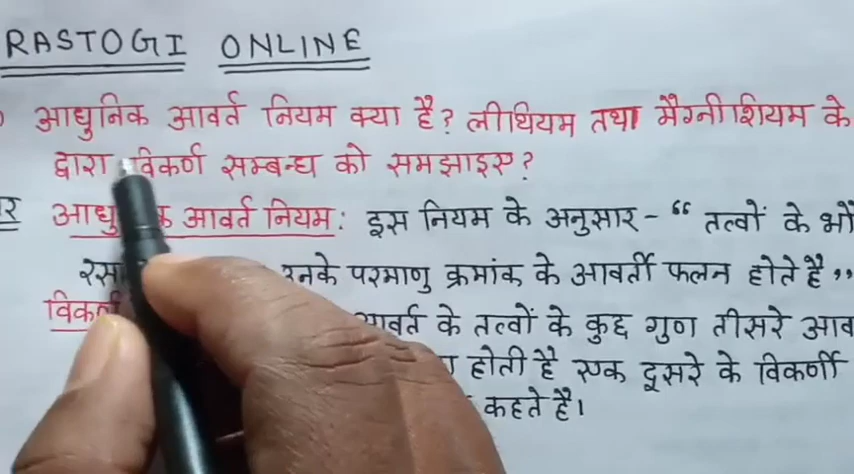 RASTOGI ONLINE
आधुनिक आवर्त नियम क्या है? लीथियम तथा मैग्नीशियम के
द्वारा विकर्ण सम्बन्ध को समझाइए?
आधु क आवर्त नियम: इस नियम के अनुसार- “ तत्वों के भौ
रसा उनके परमाणु क्रमांक के आवर्ती फलन होते है ”
विकर्ण आवर्त के तत्वों के कुछ गुण तीसरे आव
होती है एक दूसरे के विकर्णी
कहते है।